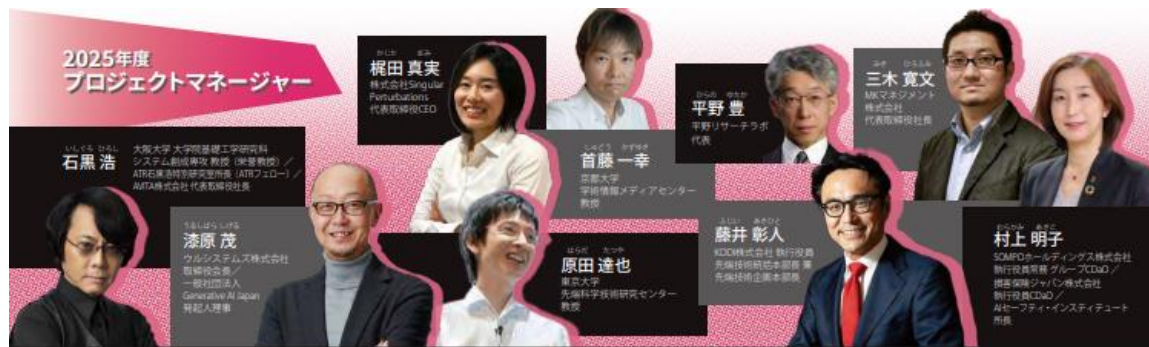 2025年度
プロジェクトマネージャー
いしぐろ ひろし
石黒 浩
大阪大学 大学院基礎工学研究科
システム創成専攻 教授（栄誉教授）／
ATR石黒浩特別研究室所長（ATRフェロー）／
AVITA株式会社 代表取締役社長
うるしばら しげる
漆原 茂
ウルシステムズ株式会社
取締役会長／
一般社団法人
Generative AI Japan
発起人理事
かじた まみ
梶田 真実
株式会社Singular
Perturbations
代表取締役CEO
はらだ たつや
原田 達也
東京大学
先端科学技術研究センター
教授
しゅどう かずゆき
首藤 一幸
京都大学
学術情報メディアセンター
教授
ひらの ゆたか
平野 豊
平野リサーチラボ
代表
ふじい あきひと
藤井 彰人
KDDI株式会社 執行役員
先端技術統括本部長 兼
先端技術企画本部長
みき ひろふみ
三木 寛文
MKマネジメント
株式会社
代表取締役社長
むらかみ あきこ
村上 明子
SOMPOホールディングス株式会社
執行役員常務 グループCDaO／
損害保険ジャパン株式会社
執行役員CDaO／
AIセーフティ・インスティテュート
所長